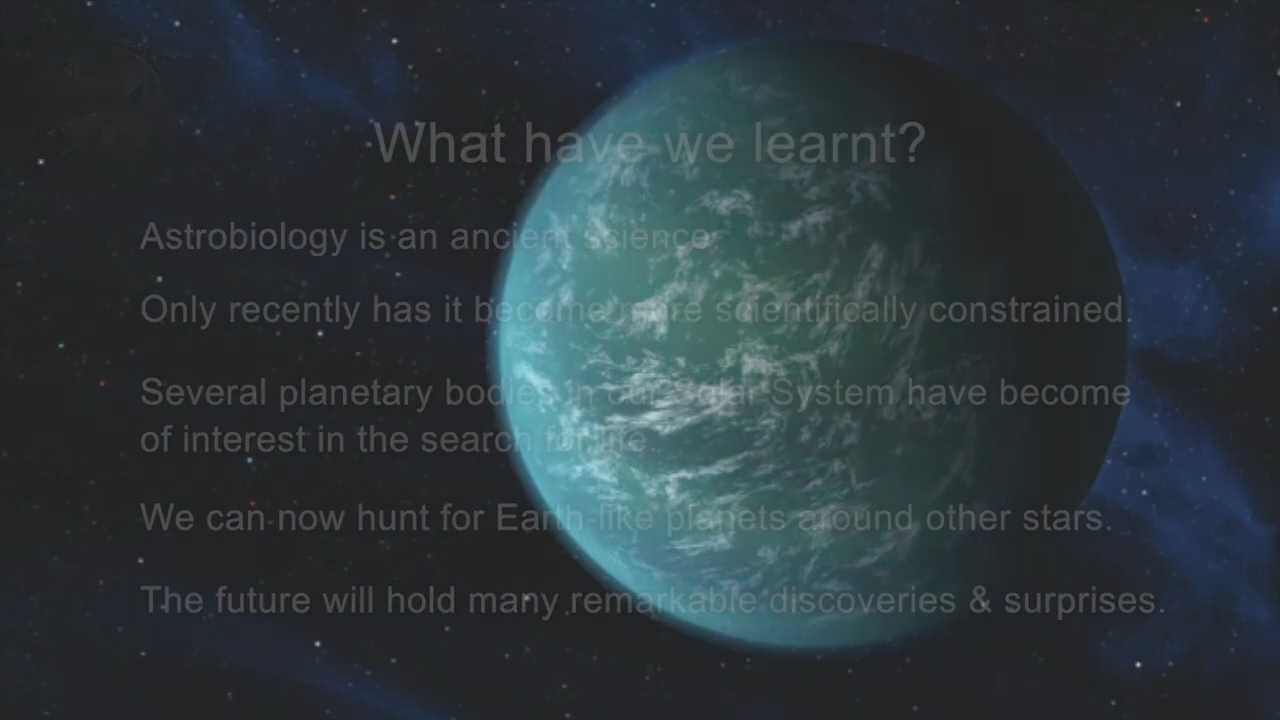 What have we learnt?
Astrobiology is an ancient science.
Only recently has it become more scientifically constrained.
Several planetary bodies in our Solar System have become
of interest in the search for life.
We can now hunt for Earth-like planets around other stars.
The future will hold many remarkable discoveries & surprises.